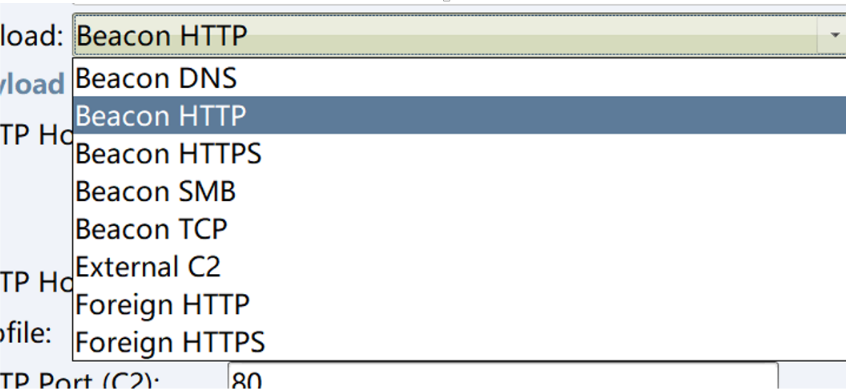 load: Beacon HTTP
yload
Beacon DNS
Beacon HTTP
TP Ho
Beacon HTTPS
Beacon SMB
Beacon TCP
External C2
TP Ho
Foreign HTTP
ofile:
Foreign HTTPS
TP Port (C2): 80